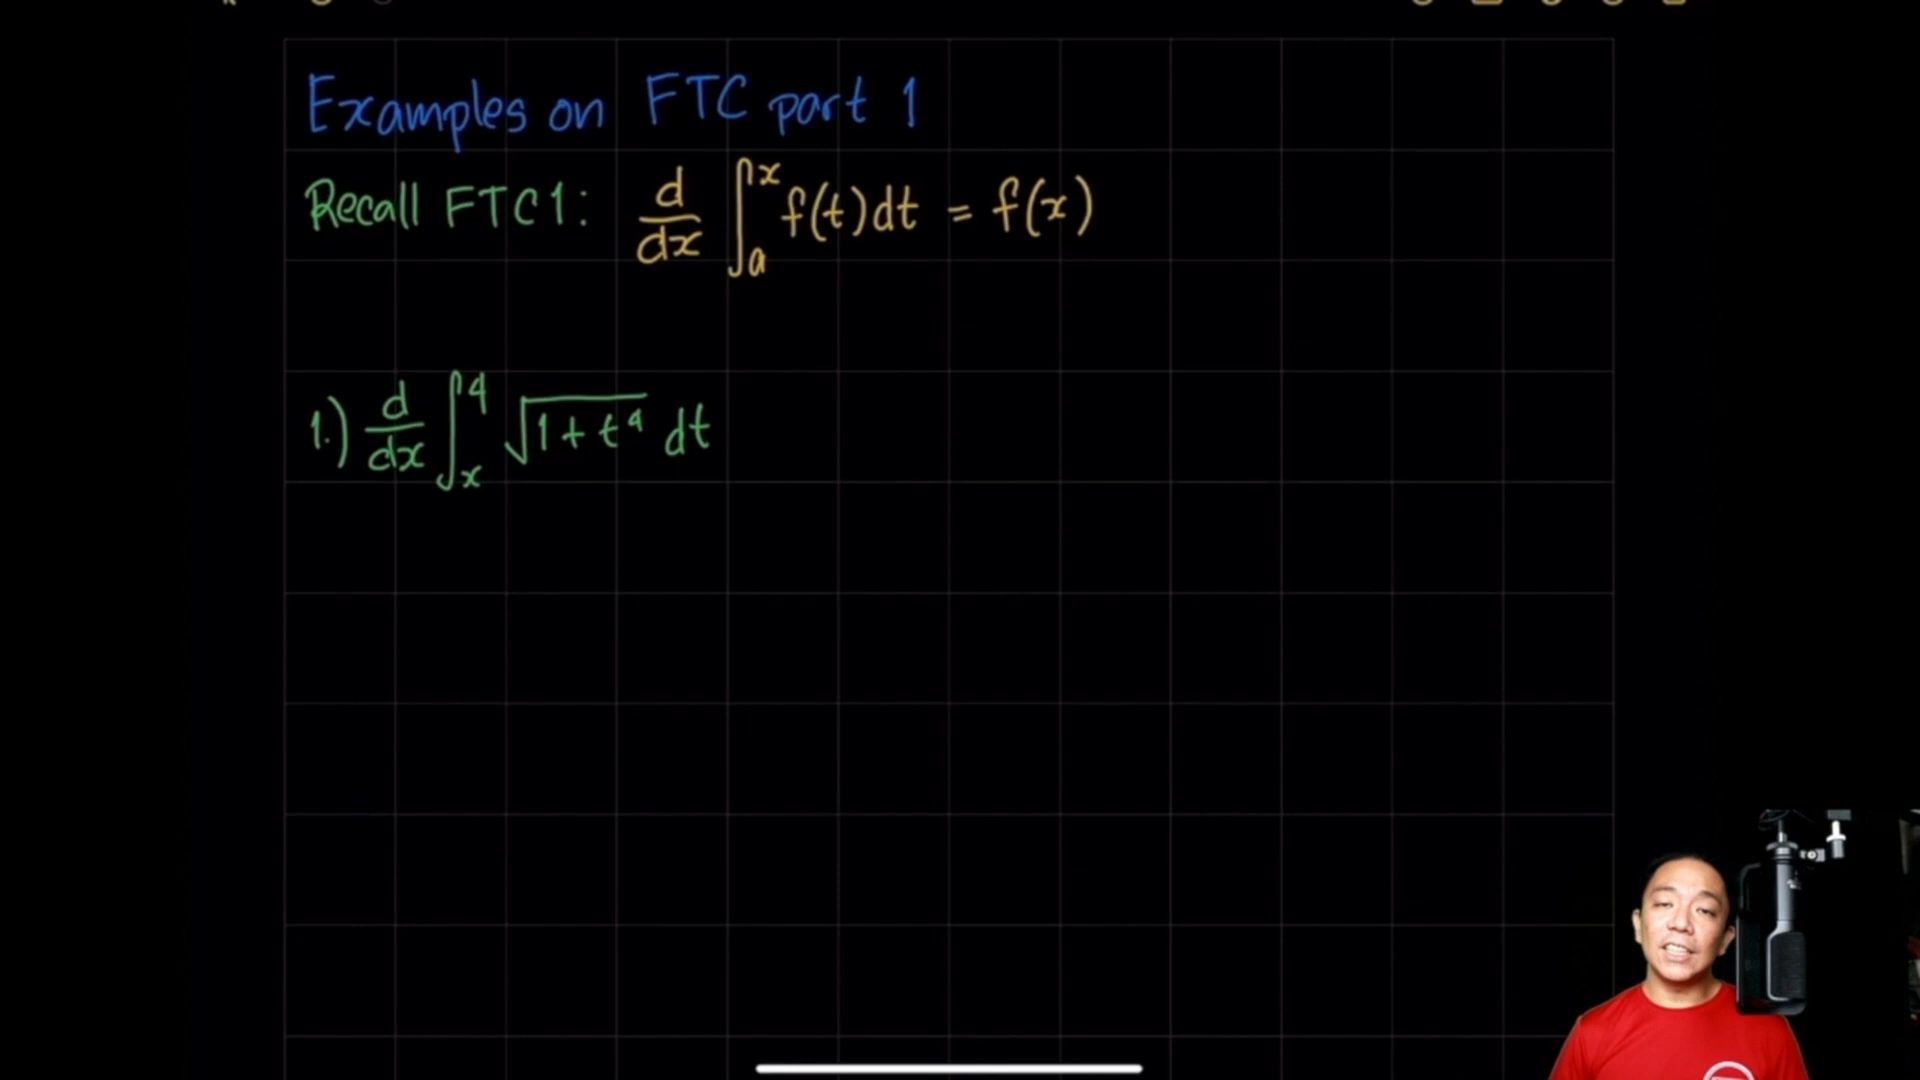 Examples on FTC part 1
Recall FTC1: d/dx ∫_a^x f(t)dt = f(x)
1.) d/dx ∫_x^4 √(1+t^4) dt